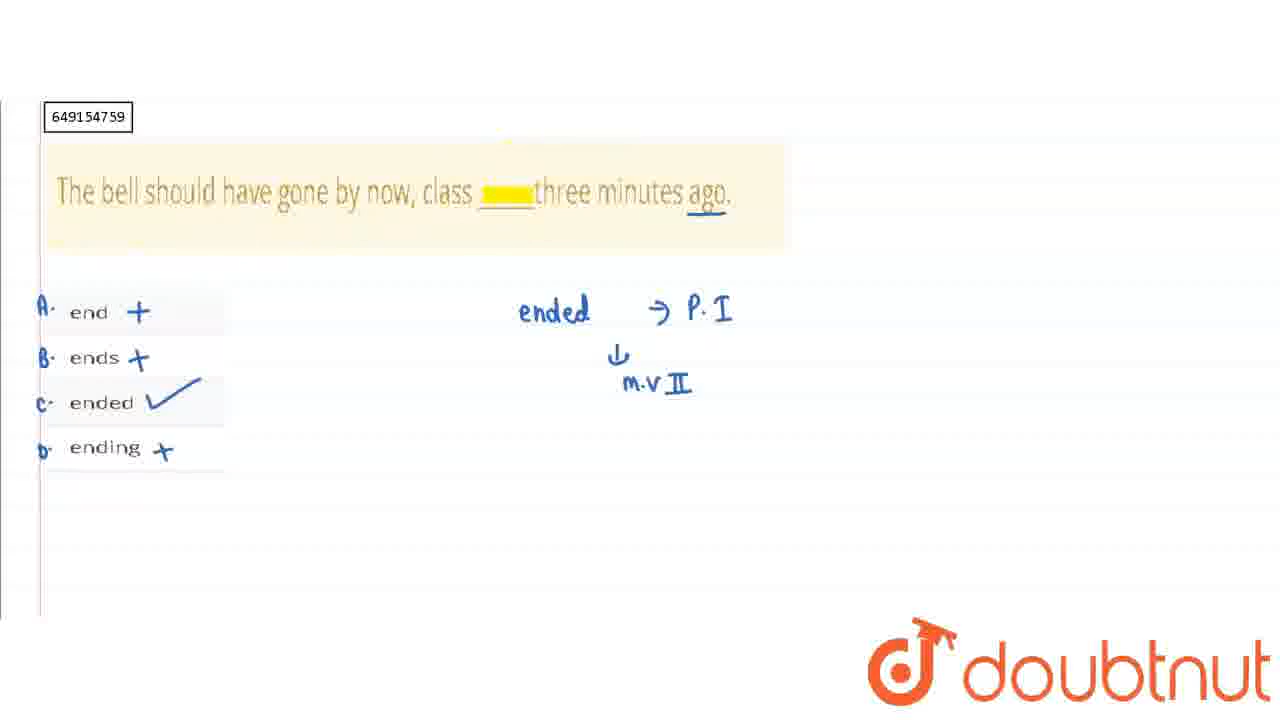 649154759
The bell should have gone by now, class _____ three minutes ago.
A. end +
B. ends +
C. ended ✓
D. ending +
ended → P.I
↓
M.V II
doubtnut